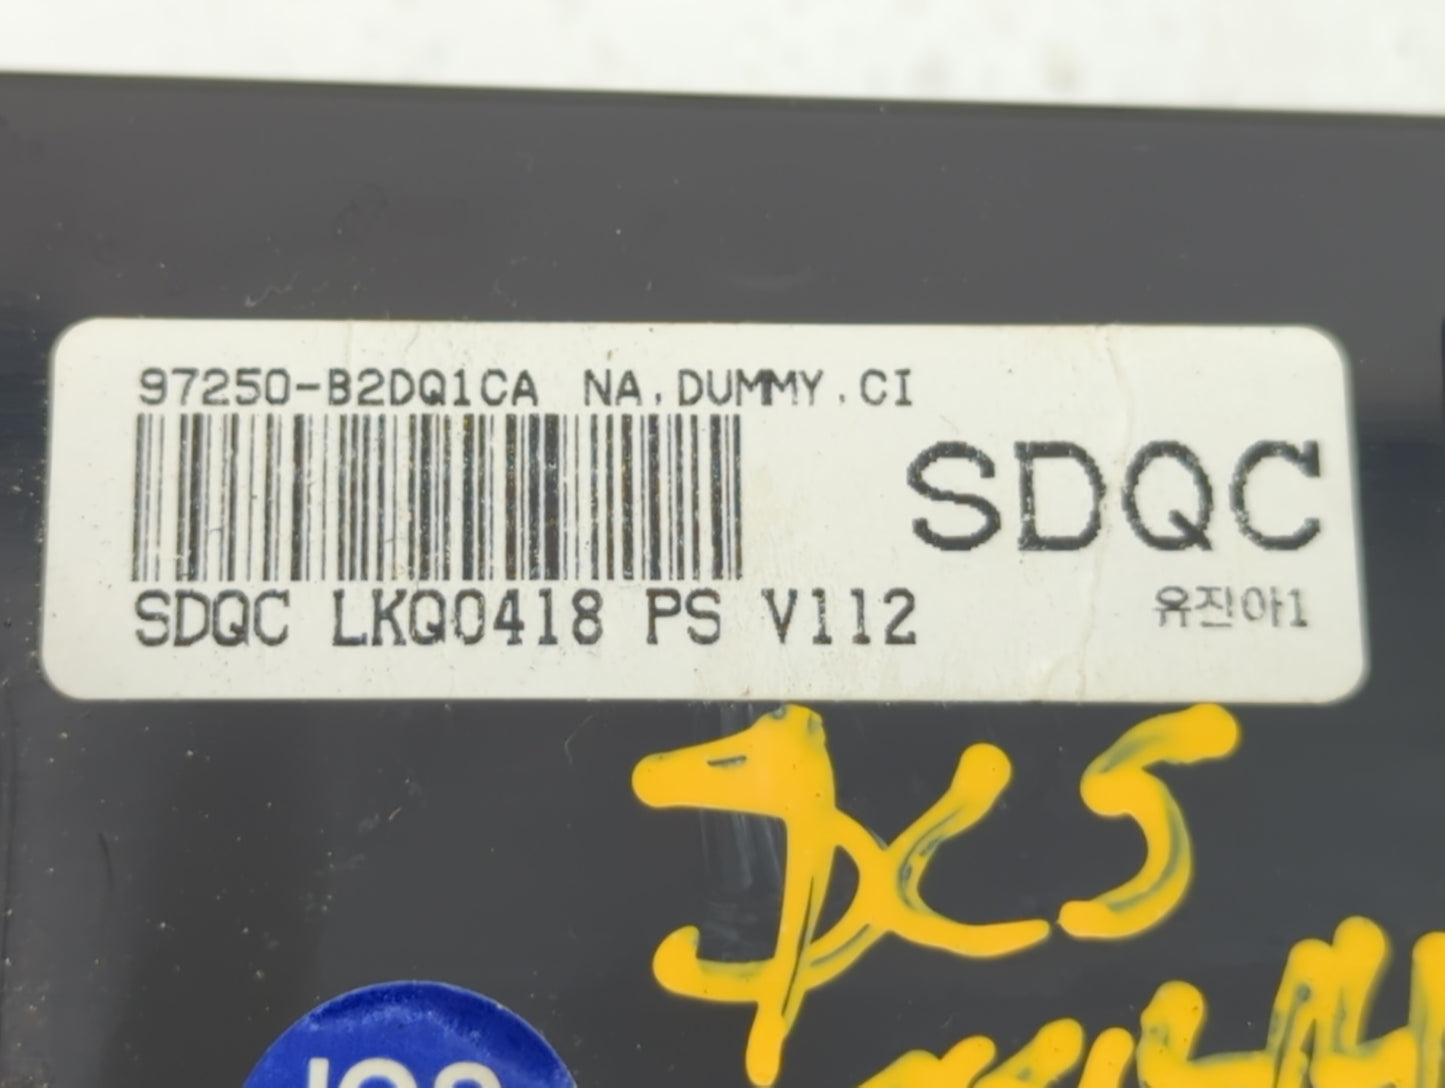 97250-B2DQ1CA NA.DUMMY.CI
SDQC
SDQC LKQ0418 PS V112
유진아1